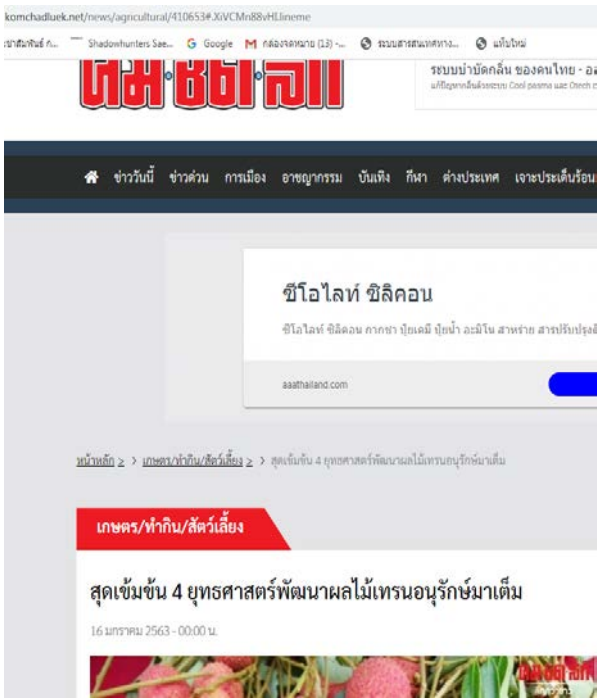 komchadluek.net/news/agricultural/410653#.XiVCMn88vHI.lineme
Shadowhunters Sae... Google กล่องจดหมาย (13) -... ระบบสารสนเทศทาง... แท็บใหม่
คม·ชัด·ลึก
ระบบบำบัดกลิ่น ของคนไทย - อ
ข่าววันนี้ ข่าวด่วน การเมือง อาชญากรรม บันเทิง กีฬา ต่างประเทศ เจาะประเด็นร้อน
ซีโอไลท์ ซิลิคอน
ซีโอไลท์ ซิลิคอน กากชา ปุ๋ยเคมี ปุ๋ยน้ำ อะมิโน สาหร่าย สารปรับปรุงดิ
aaathailand.com
หน้าหลัก > > เกษตร/ทำกิน/สัตว์เลี้ยง > > สุดเข้มข้น 4 ยุทธศาสตร์พัฒนาผลไม้เทรนอนุรักษ์มาเต็ม
เกษตร/ทำกิน/สัตว์เลี้ยง
สุดเข้มข้น 4 ยุทธศาสตร์พัฒนาผลไม้เทรนอนุรักษ์มาเต็ม
16 มกราคม 2563 - 00:00 น.
คม ชัด ลึก